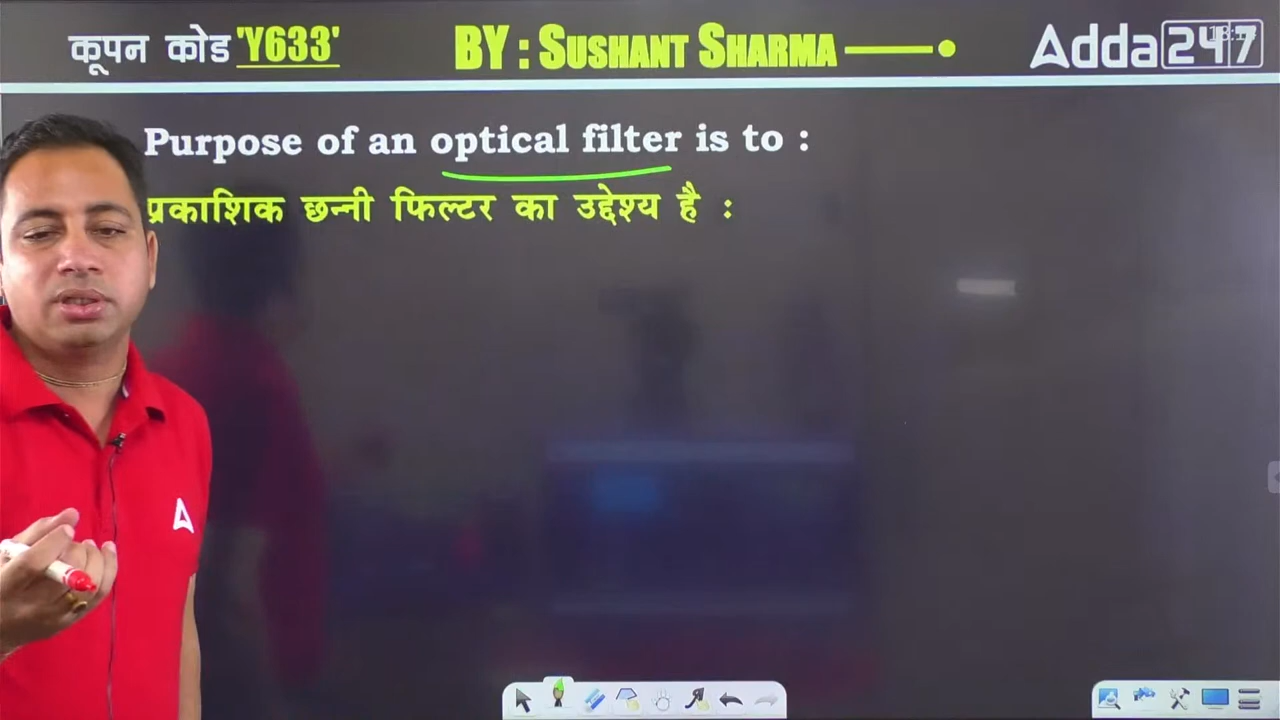 कूपन कोड 'Y633'
BY : SUSHANT SHARMA
Adda247
Purpose of an optical filter is to :
प्रकाशिक छन्नी फिल्टर का उद्देश्य है :